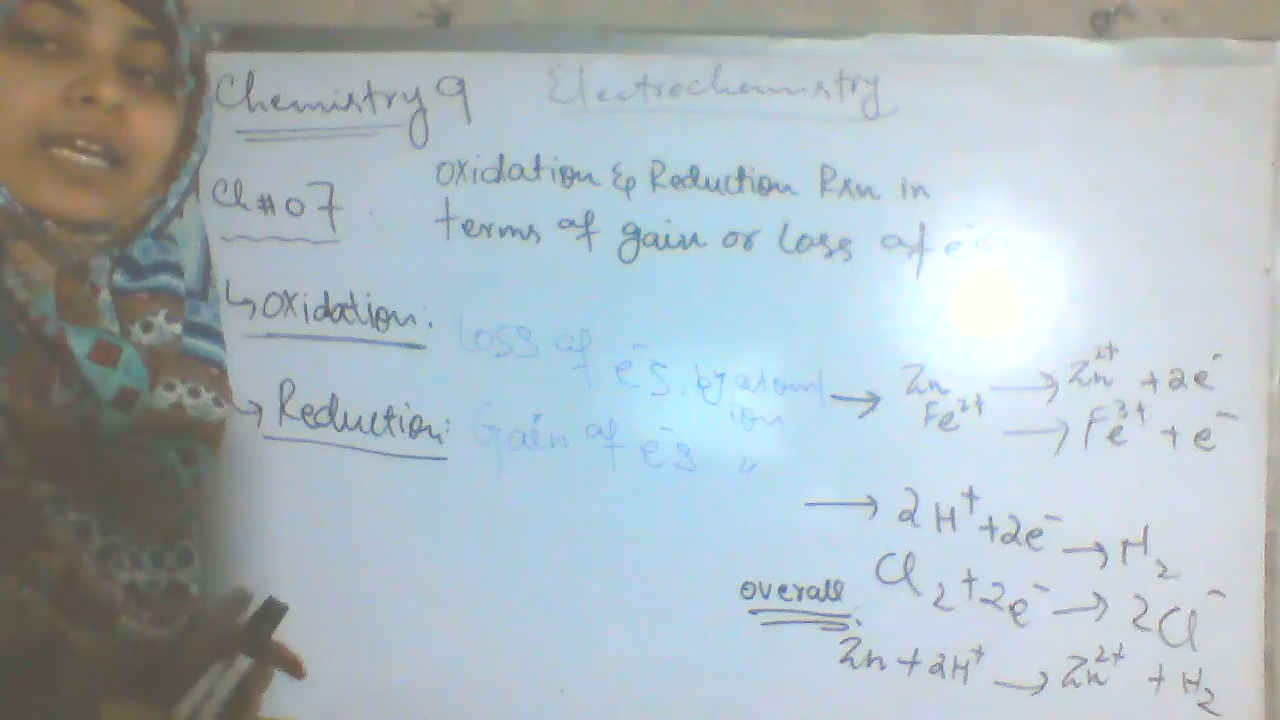 Chemistry 9 Electrochemistry
Ch # 07
Oxidation & Reduction Rxn in
terms of gain or loss of e⁻s
↳ Oxidation: Loss of e⁻s by atom/
ion
→ Reduction: Gain of e⁻s "
→ Zn → Zn²⁺ + 2e⁻
Fe²⁺ → Fe³⁺ + e⁻
→ 2H⁺ + 2e⁻ → H₂
Cl₂ + 2e⁻ → 2Cl⁻
overall:
Zn + 2H⁺ → Zn²⁺ + H₂